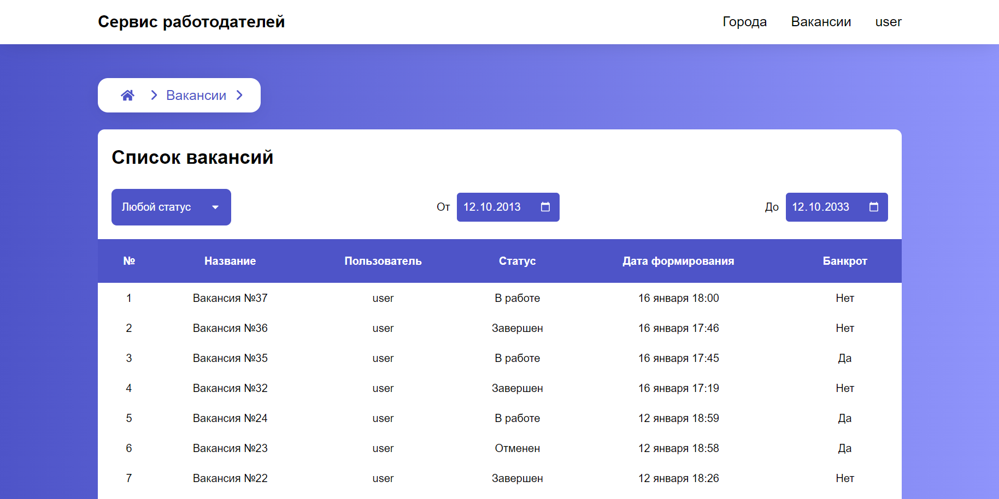 Сервис работодателей Города Вакансии user
Вакансии
Список вакансий
Любой статус От 12.10.2013 До 12.10.2033
№ Название Пользователь Статус Дата формирования Банкрот
1 Вакансия №37 user В работе 16 января 18:00 Нет
2 Вакансия №36 user Завершен 16 января 17:46 Нет
3 Вакансия №35 user В работе 16 января 17:45 Да
4 Вакансия №32 user Завершен 16 января 17:19 Нет
5 Вакансия №24 user В работе 12 января 18:59 Да
6 Вакансия №23 user Отменен 12 января 18:58 Да
7 Вакансия №22 user Завершен 12 января 18:26 Нет